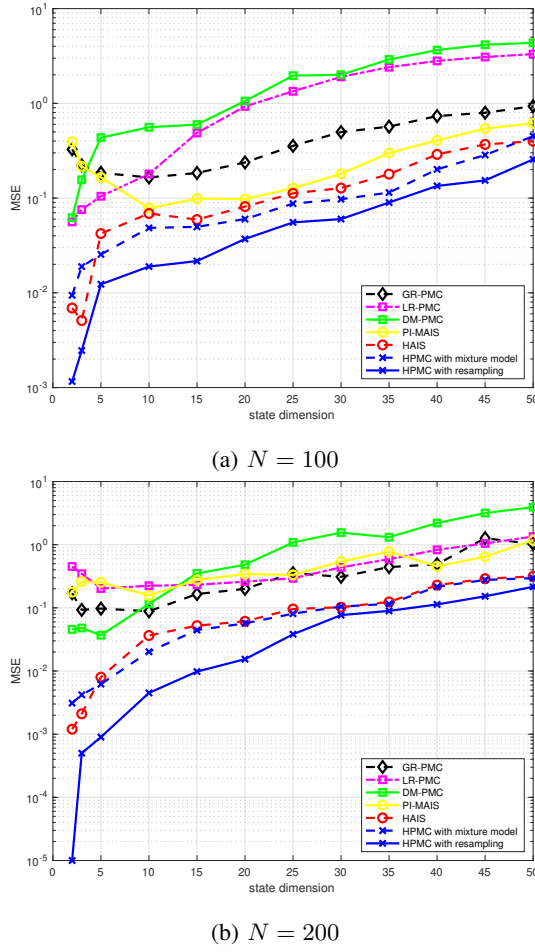 10^1
10^0
10^-1
10^-2
10^-3
MSE
0 5 10 15 20 25 30 35 40 45 50
state dimension
GR-PMC
LR-PMC
DM-PMC
PI-MAIS
HAIS
HPMC with mixture model
HPMC with resampling
(a) N = 100
10^1
10^0
10^-1
10^-2
10^-3
10^-4
10^-5
MSE
0 5 10 15 20 25 30 35 40 45 50
state dimension
GR-PMC
LR-PMC
DM-PMC
PI-MAIS
HAIS
HPMC with mixture model
HPMC with resampling
(b) N = 200